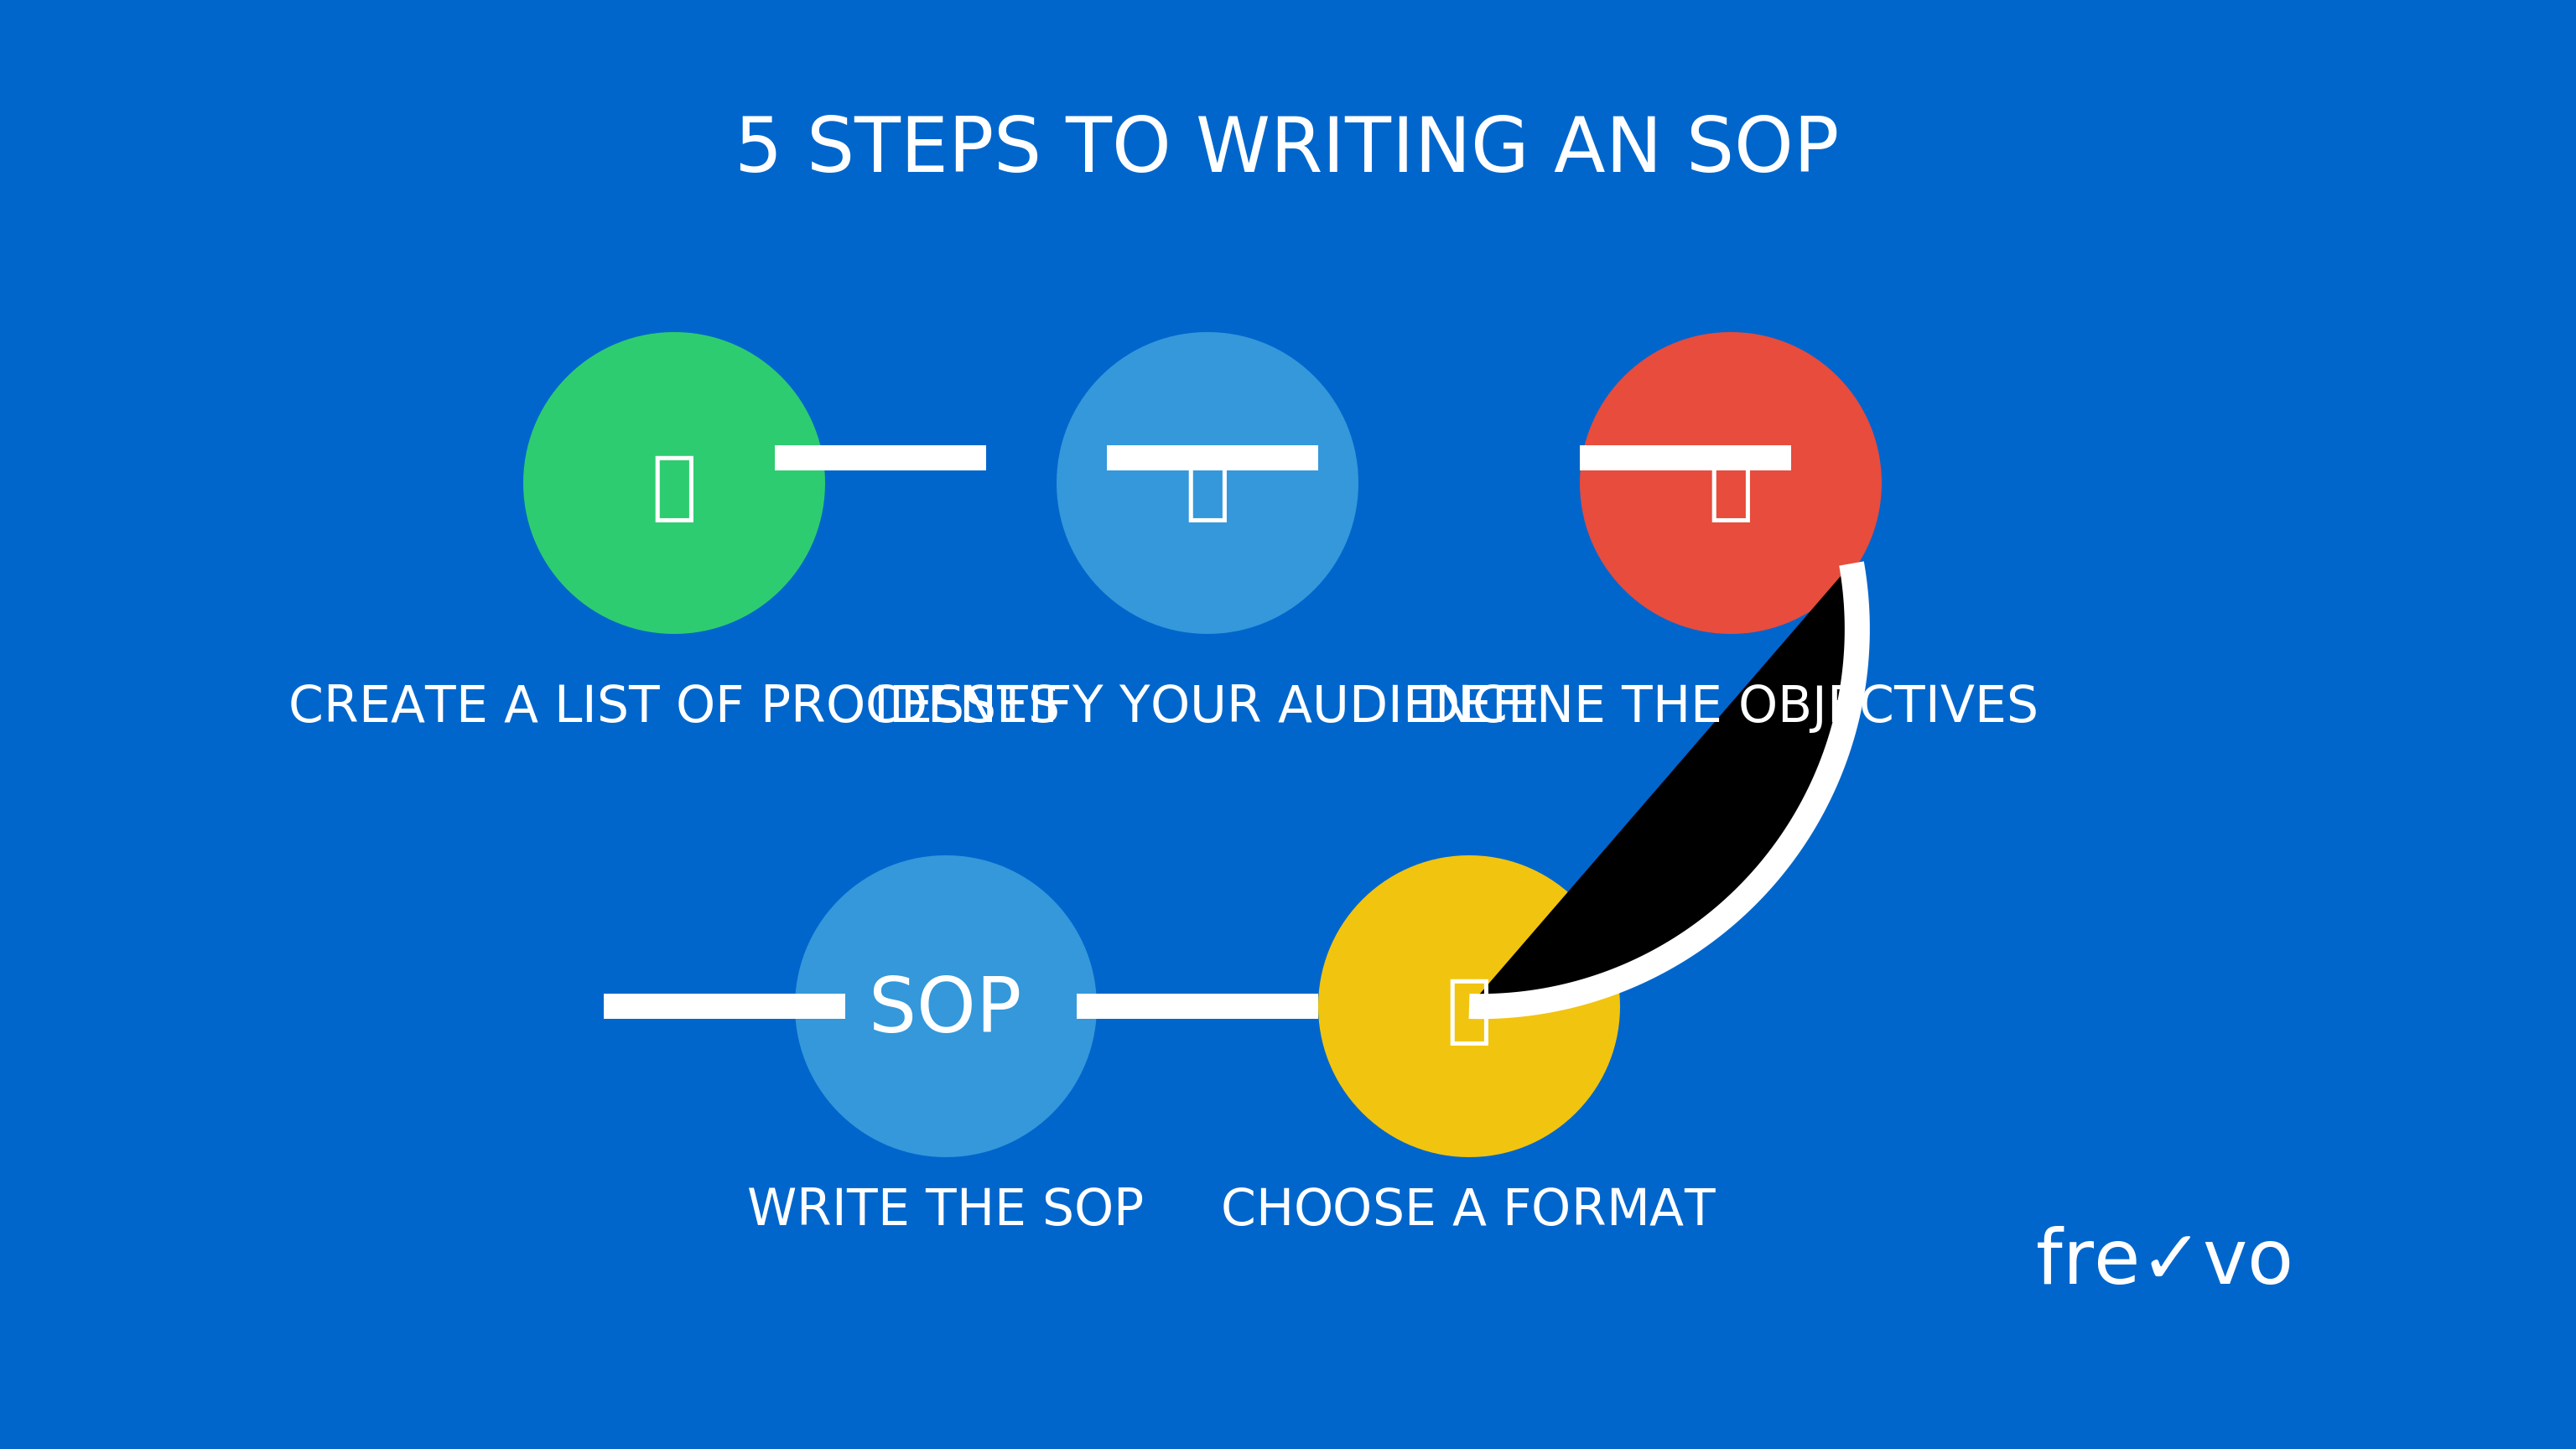 5 STEPS TO WRITING AN SOP
CREATE A LIST OF PROCESSES
IDENTIFY YOUR AUDIENCE
DEFINE THE OBJECTIVES
SOP
WRITE THE SOP
CHOOSE A FORMAT
fre✓vo